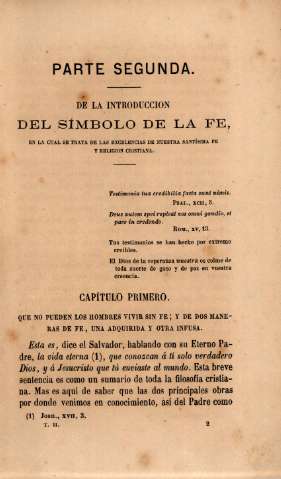 PARTE SEGUNDA.
DE LA INTRODUCCION
DEL SÍMBOLO DE LA FE,
EN LA CUAL SE TRATA DE LAS EXCELENCIAS DE NUESTRA SANTÍSIMA FE
Y RELIGION CRISTIANA.
Testimonia tua credibilia facta sunt nimis.
PSAL., XCII, 5.
Deus autem spei repleat vos omni gaudio, et
pace in credendo.
ROM., XV, 13.
Tus testimonios se han hecho por extremo
creibles.
El Dios de la esperanza nuestra os colme de
toda suerte de gozo y de paz en vuestra
creencia.
CAPÍTULO PRIMERO.
QUE NO PUEDEN LOS HOMBRES VIVIR SIN FE; Y DE DOS MANE-
RAS DE FE, UNA ADQUIRIDA Y OTRA INFUSA.
Esta es, dice el Salvador, hablando con su Eterno Pa-
dre, la vida eterna (1), que conozcan á tí solo verdadero
Dios, y á Jesucristo que tú enviaste al mundo. Esta breve
sentencia es como un sumario de toda la filosofía cristia-
na. Mas es aquí de saber que las dos principales obras
por donde venimos en conocimiento, así del Padre como
(1) JOAN., XVII, 3.
T. II. 2